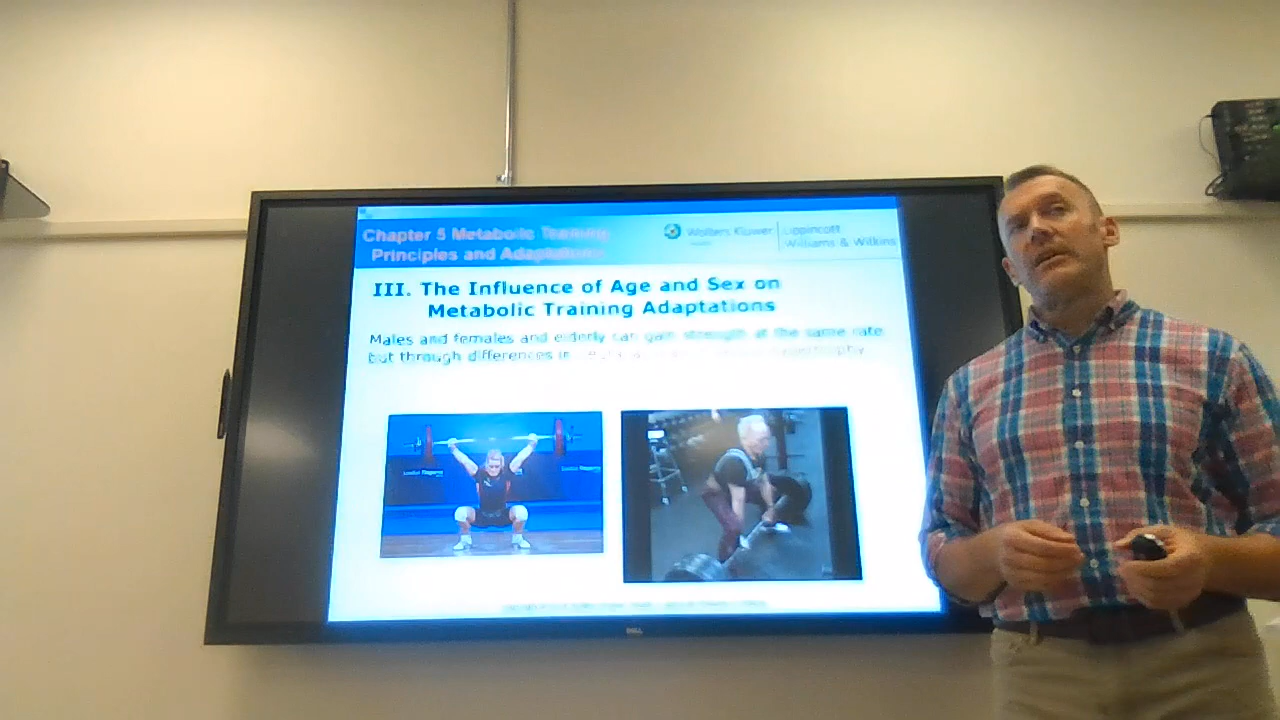 Chapter 5 Metabolic Training
Principles and Adaptations
Wolters Kluwer
Lippincott
Williams & Wilkins
III. The Influence of Age and Sex on
Metabolic Training Adaptations
Males and females and elderly can gain strength at the same rate
but through differences in hypertrophy
DELL